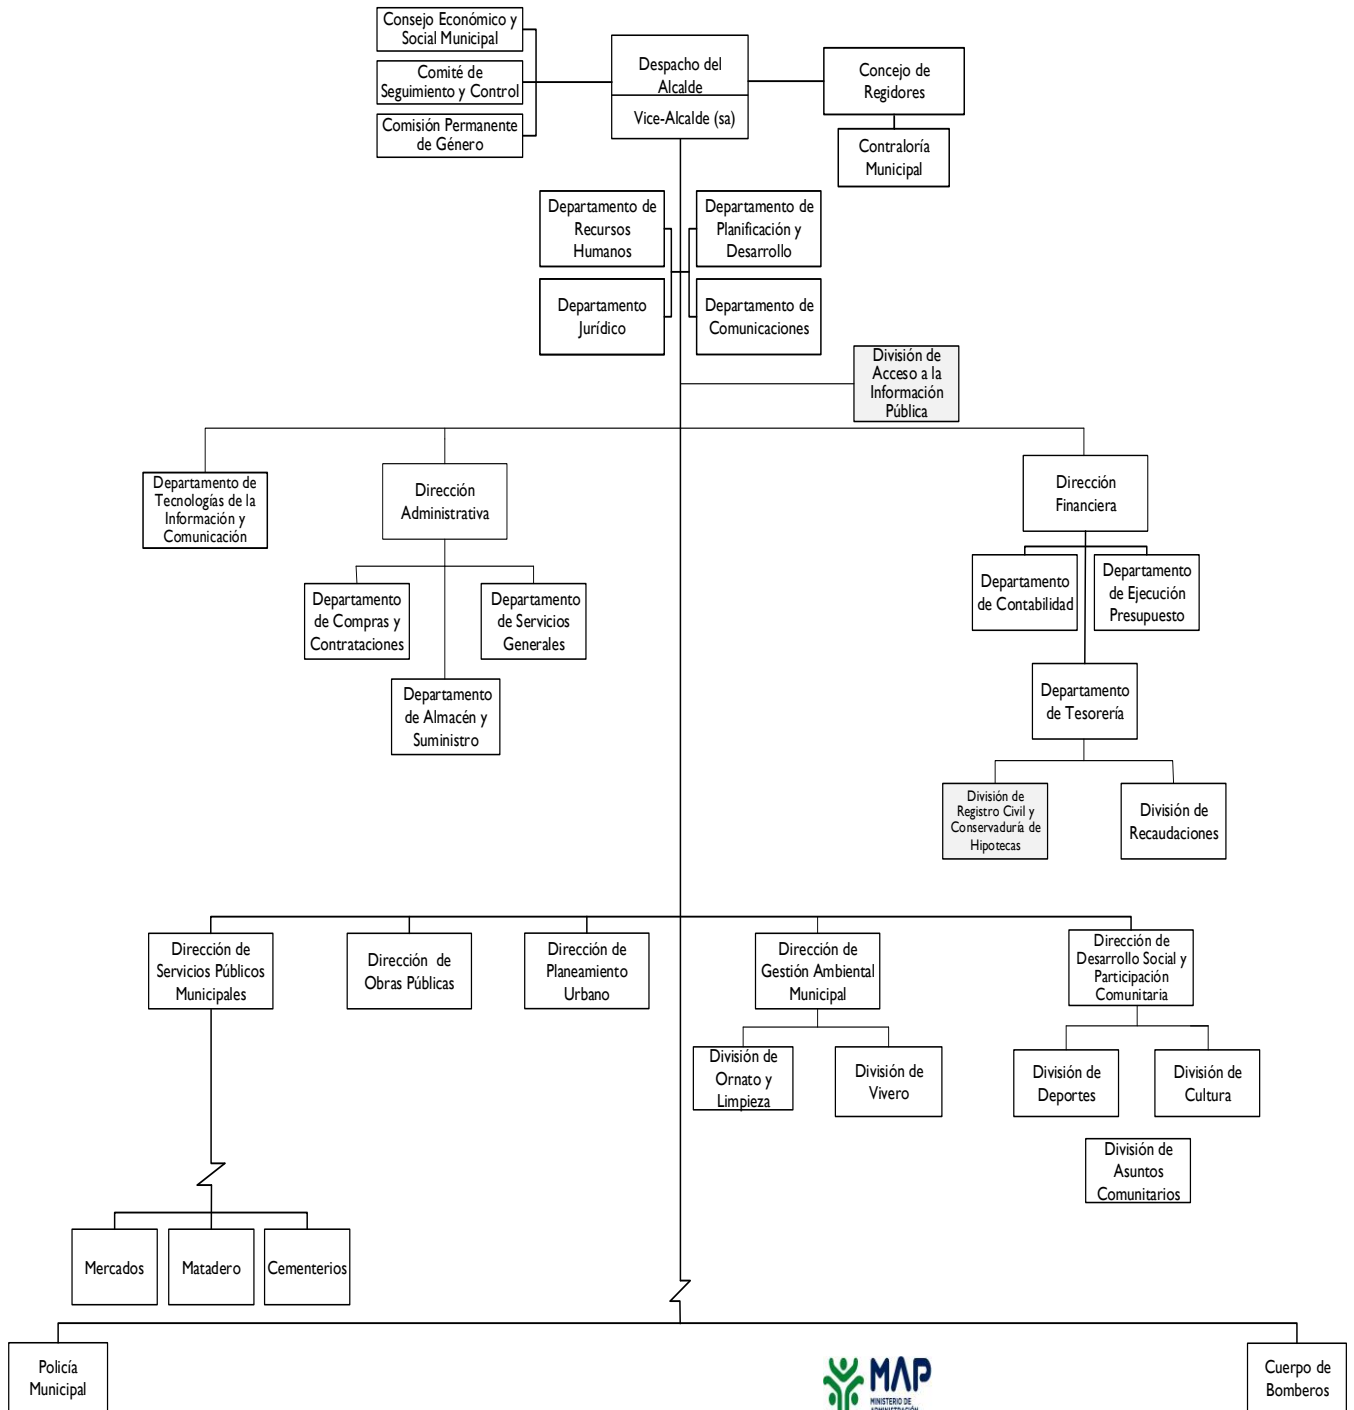 Consejo Económico y
Social Municipal
Comité de
Seguimiento y Control
Comisión Permanente
de Género
Despacho del
Alcalde
Vice-Alcalde (sa)
Concejo de
Regidores
Contraloría
Municipal
Departamento de
Recursos
Humanos
Departamento de
Planificación y
Desarrollo
Departamento
Jurídico
Departamento de
Comunicaciones
División de
Acceso a la
Información
Pública
Departamento de
Tecnologías de la
Información y
Comunicación
Dirección
Administrativa
Dirección
Financiera
Departamento
de Compras y
Contrataciones
Departamento
de Servicios
Generales
Departamento
de Almacén y
Suministro
Departamento
de Contabilidad
Departamento
de Ejecución
Presupuesto
Departamento
de Tesorería
División de
Registro Civil y
Conservaduría de
Hipotecas
División de
Recaudaciones
Dirección de
Servicios Públicos
Municipales
Dirección de
Obras Públicas
Dirección de
Planeamiento
Urbano
Dirección de
Gestión Ambiental
Municipal
Dirección de
Desarrollo Social y
Participación
Comunitaria
División de
Ornato y
Limpieza
División de
Vivero
División de
Deportes
División de
Cultura
División de
Asuntos
Comunitarios
Mercados
Matadero
Cementerios
Policía
Municipal
Cuerpo de
Bomberos
MAP
MINISTERIO DE
ADMINISTRACIÓN